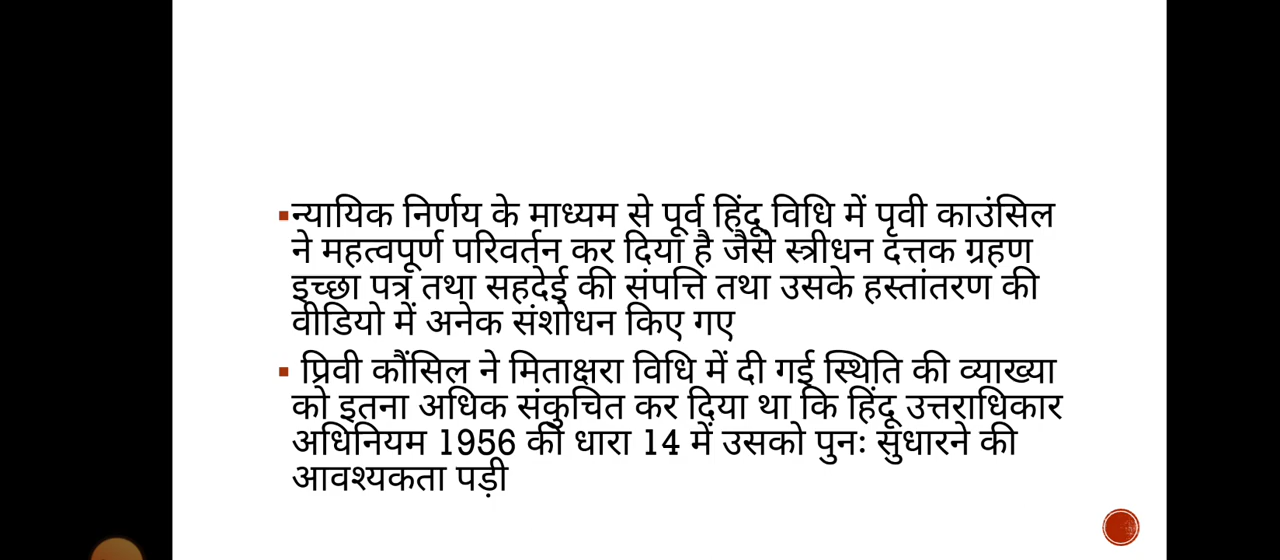 ▪न्यायिक निर्णय के माध्यम से पूर्व हिंदू विधि में पृवी काउंसिल
ने महत्वपूर्ण परिवर्तन कर दिया है जैसे स्त्रीधन दत्तक ग्रहण
इच्छा पत्र तथा सहदेई की संपत्ति तथा उसके हस्तांतरण की
वीडियो में अनेक संशोधन किए गए
▪ प्रिवी कौंसिल ने मिताक्षरा विधि में दी गई स्थिति की व्याख्या
को इतना अधिक संकुचित कर दिया था कि हिंदू उत्तराधिकार
अधिनियम 1956 की धारा 14 में उसको पुनः सुधारने की
आवश्यकता पड़ी